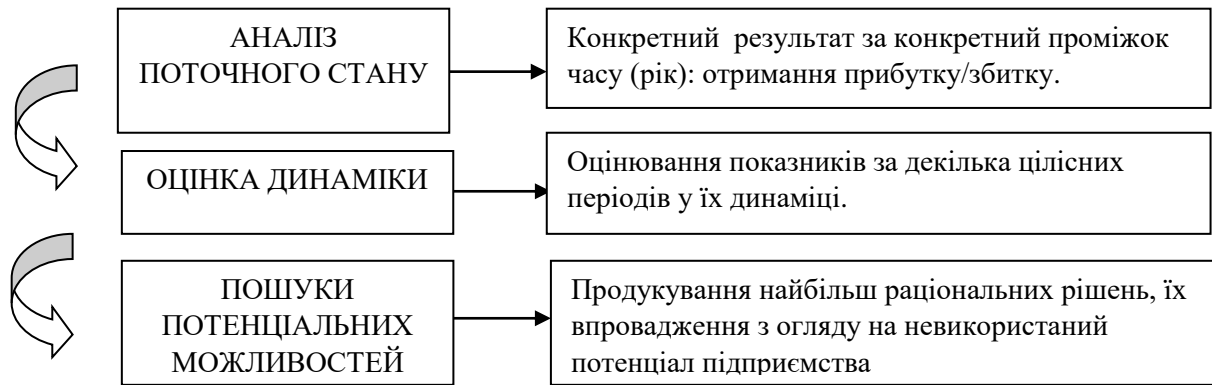 АНАЛІЗ
ПОТОЧНОГО СТАНУ
Конкретний результат за конкретний проміжок
часу (рік): отримання прибутку/збитку.
ОЦІНКА ДИНАМІКИ
Оцінювання показників за декілька цілісних
періодів у їх динаміці.
ПОШУКИ
ПОТЕНЦІАЛЬНИХ
МОЖЛИВОСТЕЙ
Продукування найбільш раціональних рішень, їх
впровадження з огляду на невикористаний
потенціал підприємства